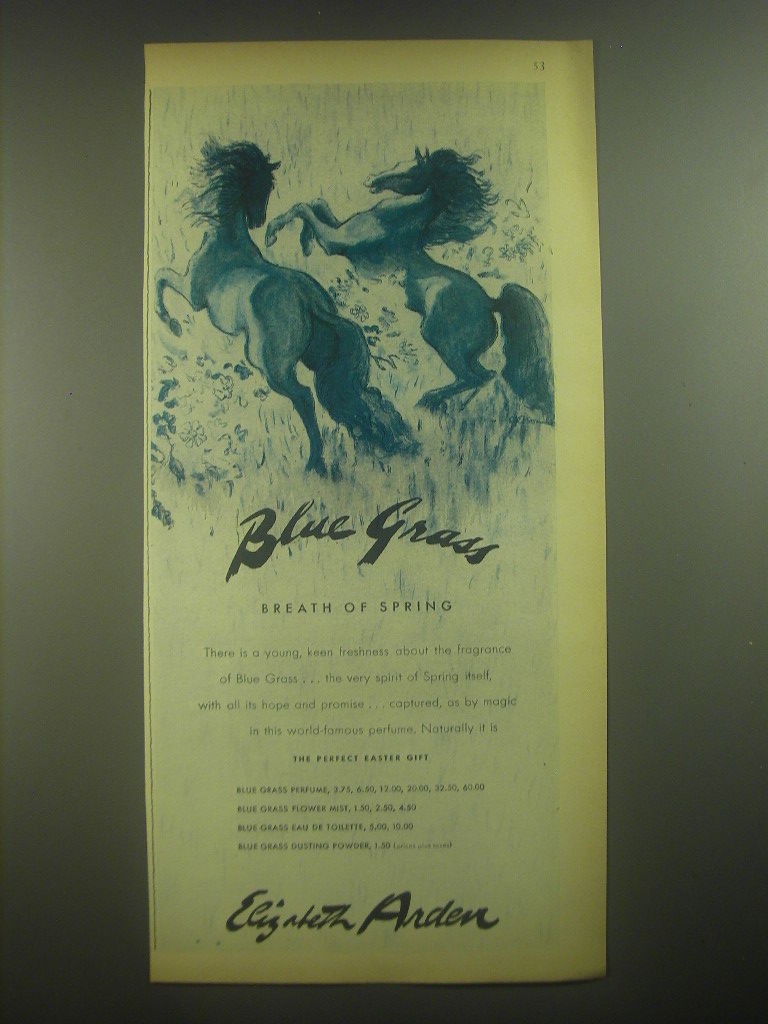 53
Blue Grass
BREATH OF SPRING
There is a young, keen freshness about the fragrance
of Blue Grass . . . the very spirit of Spring itself,
with all its hope and promise . . . captured, as by magic
in this world-famous perfume. Naturally it is
THE PERFECT EASTER GIFT
BLUE GRASS PERFUME, 3.75, 6.50, 12.00, 20.00, 32.50, 60.00
BLUE GRASS FLOWER MIST, 1.50, 2.50, 4.50
BLUE GRASS EAU DE TOILETTE, 5.00, 10.00
BLUE GRASS DUSTING POWDER, 1.50 (prices plus taxes)
Elizabeth Arden